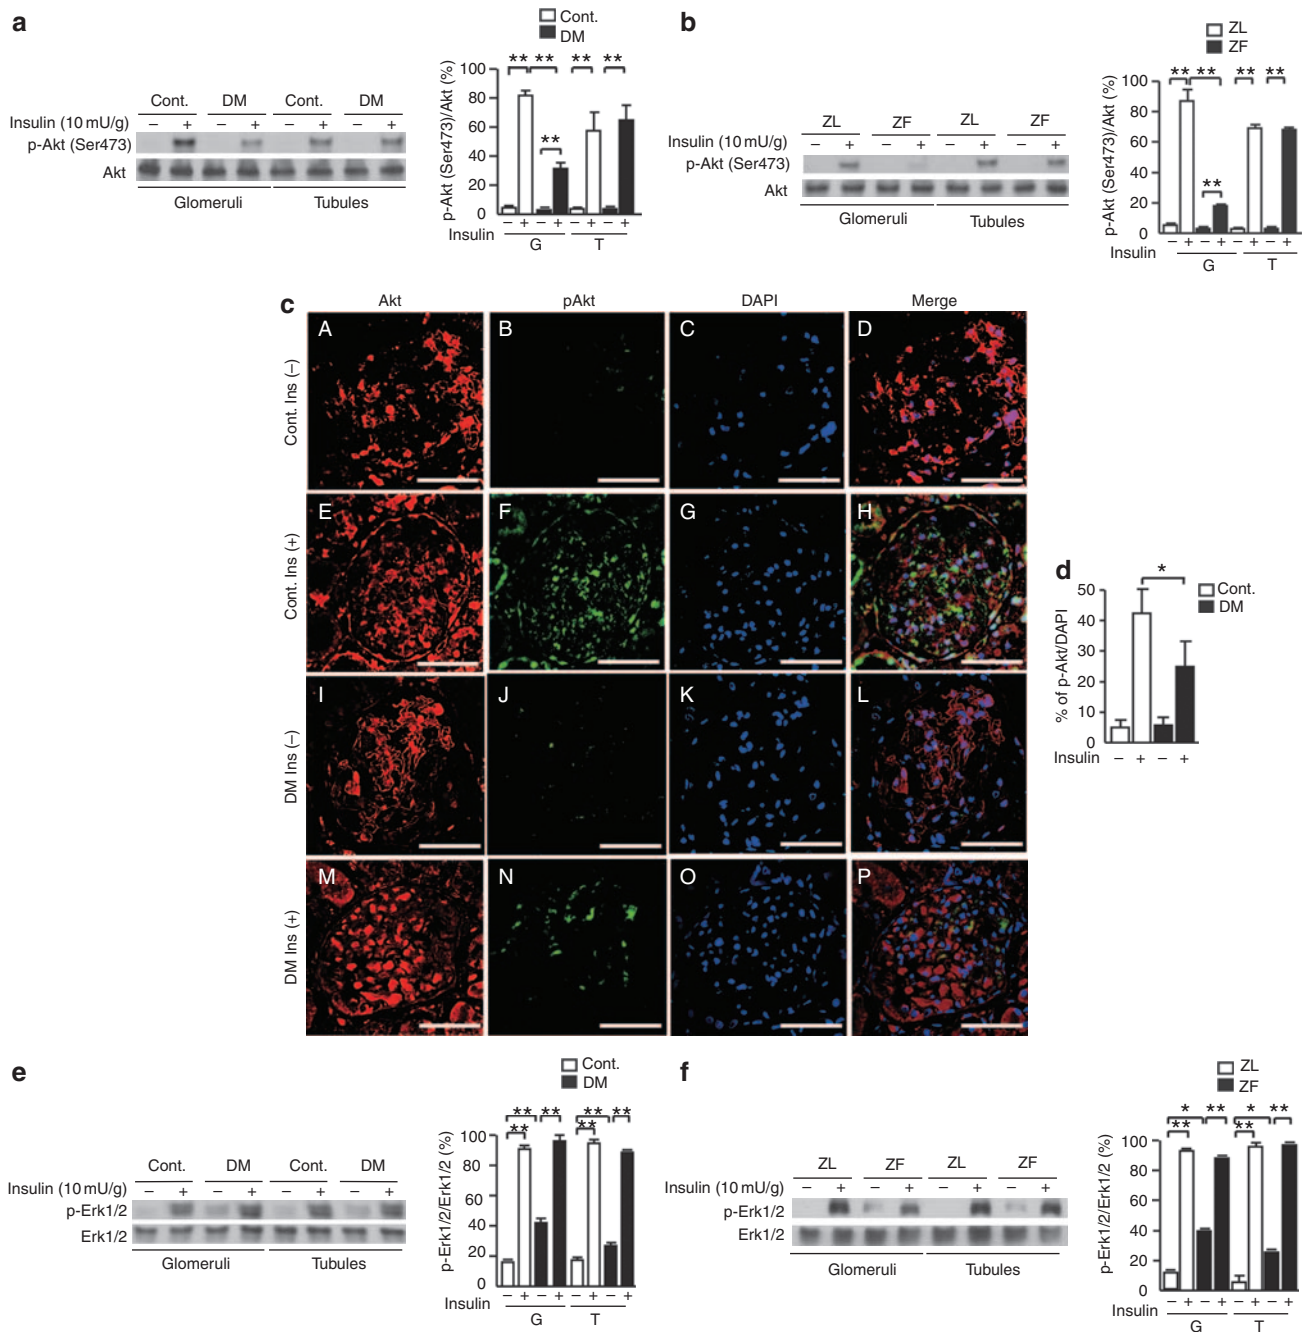 a
Cont.
DM
Cont. DM Cont. DM
Insulin (10 mU/g) – + – + – + – +
p-Akt (Ser473)
Akt
Glomeruli Tubules
p-Akt (Ser473)/Akt (%)
100
80
60
40
20
0
** ** ** **
**
Insulin – + – + – + – +
G T
b
ZL
ZF
ZL ZF ZL ZF
Insulin (10 mU/g) – + – + – + – +
p-Akt (Ser473)
Akt
Glomeruli Tubules
p-Akt (Ser473)/Akt (%)
100
80
60
40
20
0
** ** ** **
**
Insulin – + – + – + – +
G T
c
Akt pAkt DAPI Merge
Cont. Ins (–)
A B C D
Cont. Ins (+)
E F G H
DM Ins (–)
I J K L
DM Ins (+)
M N O P
d
Cont.
DM
% of p-Akt/DAPI
50
40
30
20
10
0
*
Insulin – + – +
e
Cont.
DM
Cont. DM Cont. DM
Insulin (10 mU/g) – + – + – + – +
p-Erk1/2
Erk1/2
Glomeruli Tubules
p-Erk1/2/Erk1/2 (%)
100
80
60
40
20
0
** ** ** **
** **
Insulin – + – + – + – +
G T
f
ZL
ZF
ZL ZF ZL ZF
Insulin (10 mU/g) – + – + – + – +
p-Erk1/2
Erk1/2
Glomeruli Tubules
p-Erk1/2/Erk1/2 (%)
100
80
60
40
20
0
* ** * **
** **
Insulin – + – + – + – +
G T